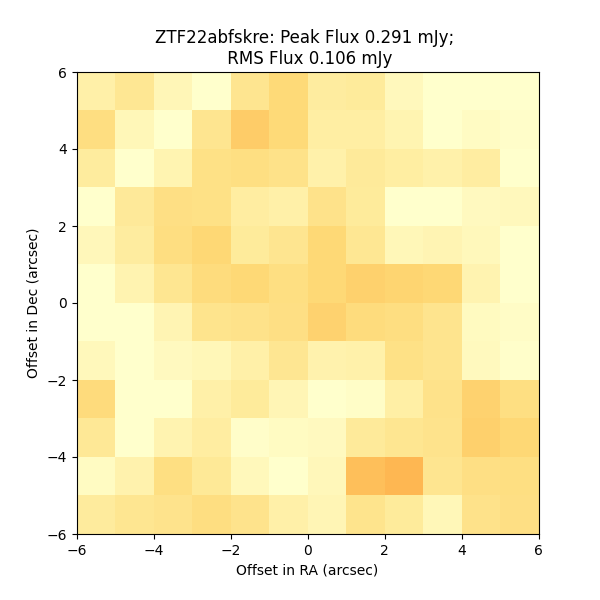 ZTF22abfskre: Peak Flux 0.291 mJy;
RMS Flux 0.106 mJy
6
4
2
0
−2
−4
−6
Offset in Dec (arcsec)
−6 −4 −2 0 2 4 6
Offset in RA (arcsec)